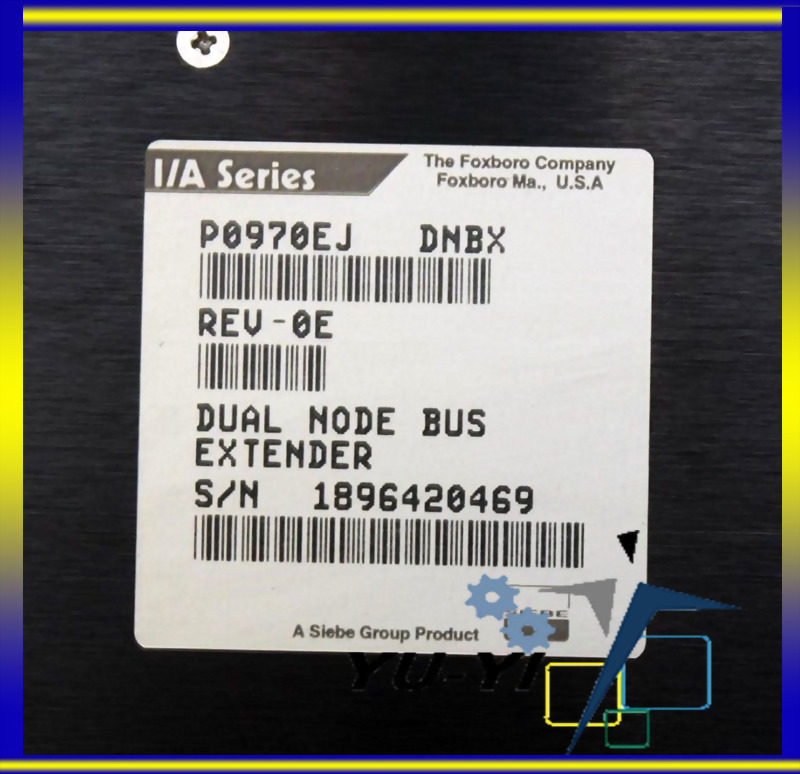 I/A Series
The Foxboro Company
Foxboro Ma., U.S.A
P0970EJ DNBX
REV-0E
DUAL NODE BUS
EXTENDER
S/N 1896420469
SIEBE
A Siebe Group Product
YU-YI